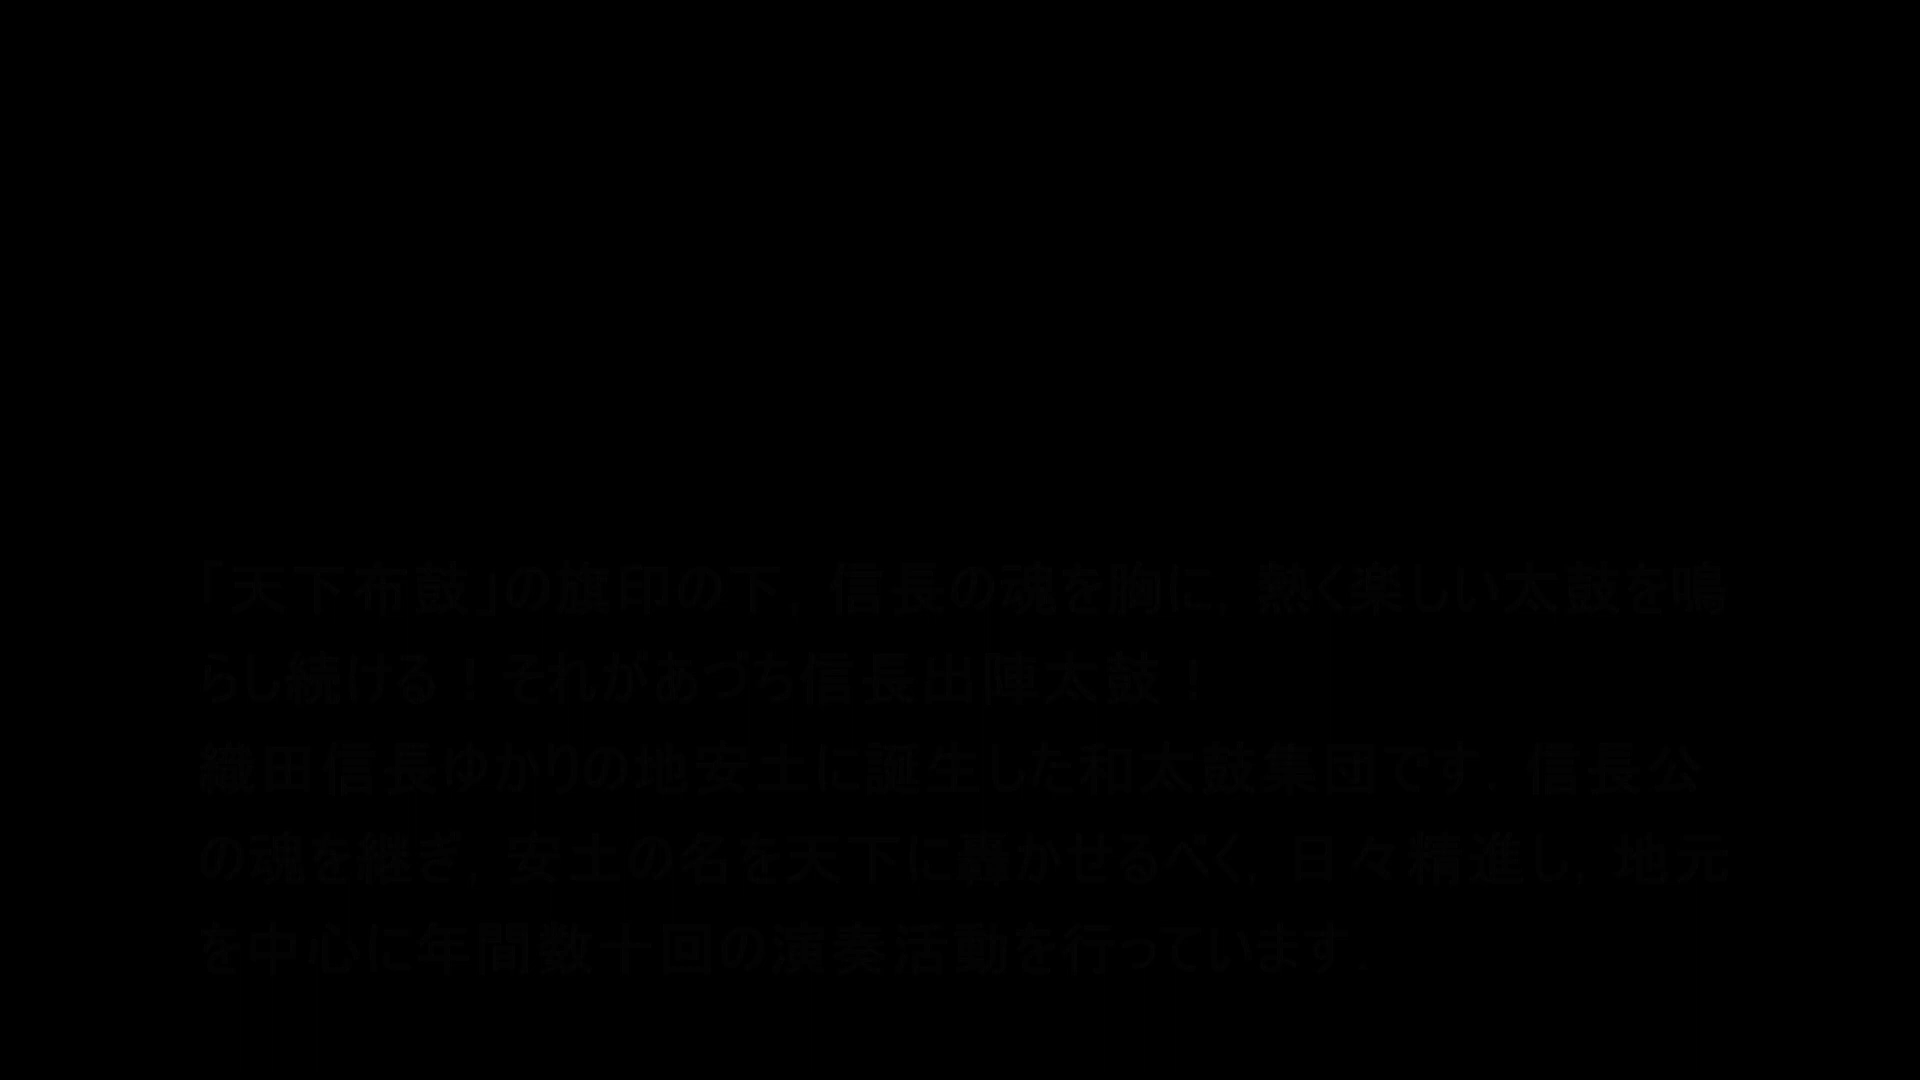 「天下布鼓」の旗印の下，信長の魂を胸に，熱く楽しい太鼓を鳴
らし続ける！それがあづち信長出陣太鼓！
織田信長ゆかりの地安土に誕生した和太鼓集団です．信長公
の魂を継ぎ，安土の名を天下に轟かせるべく，日々精進し，地元
を中心に年間数十回の演奏活動を行っています．